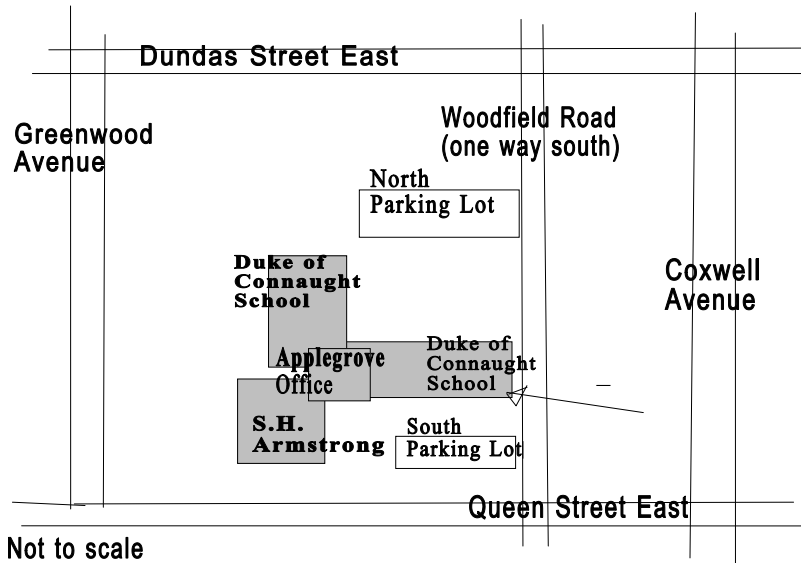 Dundas Street East
Greenwood
Avenue
Woodfield Road
(one way south)
North
Parking Lot
Duke of
Connaught
School
Coxwell
Avenue
Applegrove
Office
Duke of
Connaught
School
S.H.
Armstrong
South
Parking Lot
Queen Street East
Not to scale